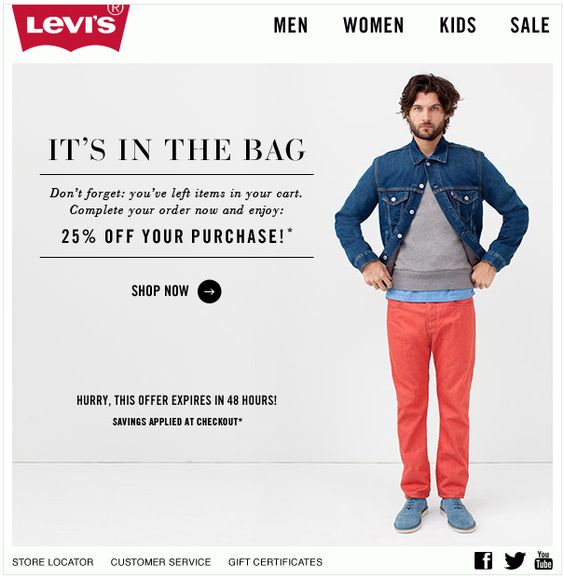 LEVI'S ®
MEN WOMEN KIDS SALE
IT'S IN THE BAG
Don't forget: you've left items in your cart.
Complete your order now and enjoy:
25% OFF YOUR PURCHASE!*
SHOP NOW
HURRY, THIS OFFER EXPIRES IN 48 HOURS!
SAVINGS APPLIED AT CHECKOUT*
STORE LOCATOR CUSTOMER SERVICE GIFT CERTIFICATES
You
Tube